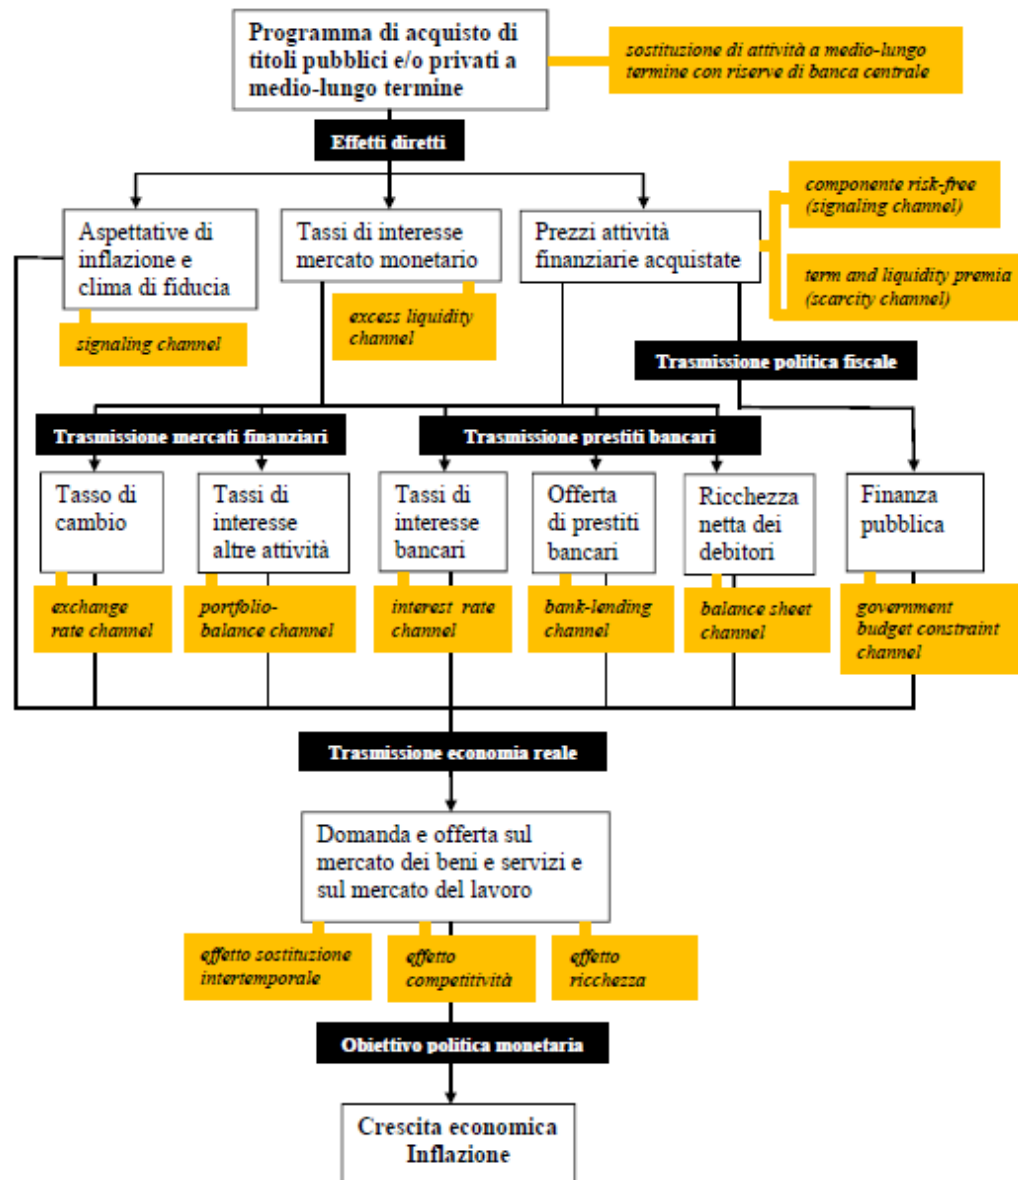 Programma di acquisto di
titoli pubblici e/o privati a
medio-lungo termine
sostituzione di attività a medio-lungo
termine con riserve di banca centrale
Effetti diretti
Aspettative di
inflazione e
clima di fiducia
signaling channel
Tassi di interesse
mercato monetario
excess liquidity
channel
Prezzi attività
finanziarie acquistate
componente risk-free
(signaling channel)
term and liquidity premia
(scarcity channel)
Trasmissione politica fiscale
Trasmissione mercati finanziari
Trasmissione prestiti bancari
Tasso di
cambio
exchange
rate channel
Tassi di
interesse
altre attività
portfolio-
balance channel
Tassi di
interesse
bancari
interest rate
channel
Offerta
di prestiti
bancari
bank-lending
channel
Ricchezza
netta dei
debitori
balance sheet
channel
Finanza
pubblica
government
budget constraint
channel
Trasmissione economia reale
Domanda e offerta sul
mercato dei beni e servizi e
sul mercato del lavoro
effetto sostituzione
intertemporale
effetto
competitività
effetto
ricchezza
Obiettivo politica monetaria
Crescita economica
Inflazione